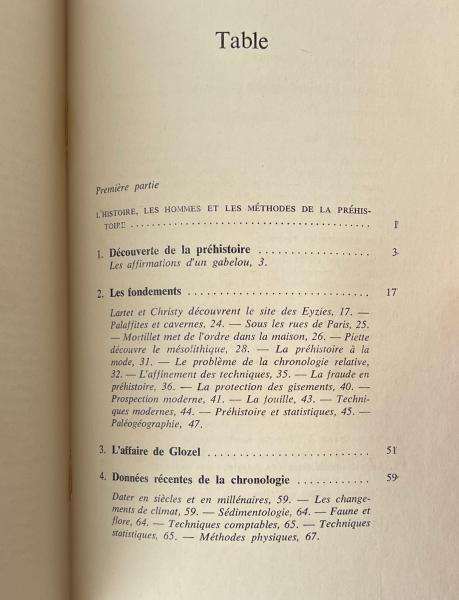 Table
Première partie
L'HISTOIRE, LES HOMMES ET LES MÉTHODES DE LA PRÉHIS-
TOIRE ........................................ 1
1. Découverte de la préhistoire .................. 3
Les affirmations d'un gabelou, 3.
2. Les fondements .............................. 17
Lartet et Christy découvrent le site des Eyzies, 17. —
Palaffites et cavernes, 24. — Sous les rues de Paris, 25.
— Mortillet met de l'ordre dans la maison, 26. — Piette
découvre le mésolithique, 28. — La préhistoire à la
mode, 31. — Le problème de la chronologie relative,
32. — L'affinement des techniques, 35. — La fraude en
préhistoire, 36. — La protection des gisements, 40. —
Prospection moderne, 41. — La fouille, 43. — Techni-
ques modernes, 44. — Préhistoire et statistiques, 45. —
Paléogéographie, 47.
3. L'affaire de Glozel ........................... 51
4. Données récentes de la chronologie ............ 59
Dater en siècles et en millénaires, 59. — Les change-
ments de climat, 59. — Sédimentologie, 64. — Faune et
flore, 64. — Techniques comptables, 65. — Techniques
statistiques, 65. — Méthodes physiques, 67.